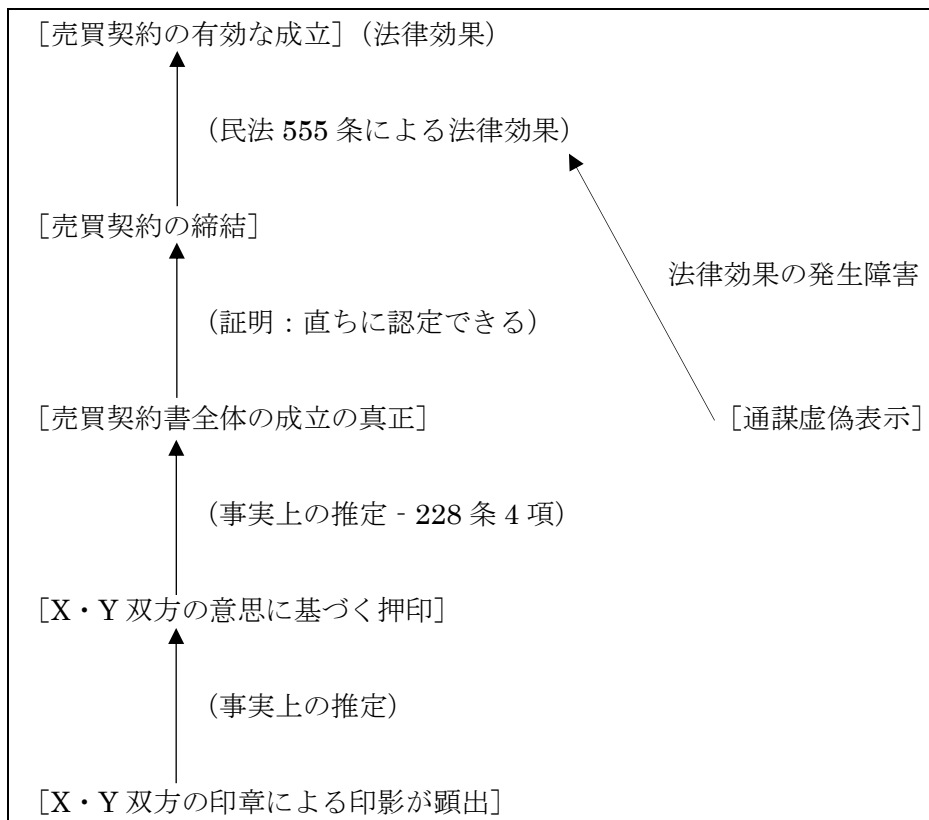 ［売買契約の有効な成立］（法律効果）
（民法 555 条による法律効果）
［売買契約の締結］
法律効果の発生障害
（証明：直ちに認定できる）
［売買契約書全体の成立の真正］
［通謀虚偽表示］
（事実上の推定 - 228 条 4 項）
［X・Y 双方の意思に基づく押印］
（事実上の推定）
［X・Y 双方の印章による印影が顕出］